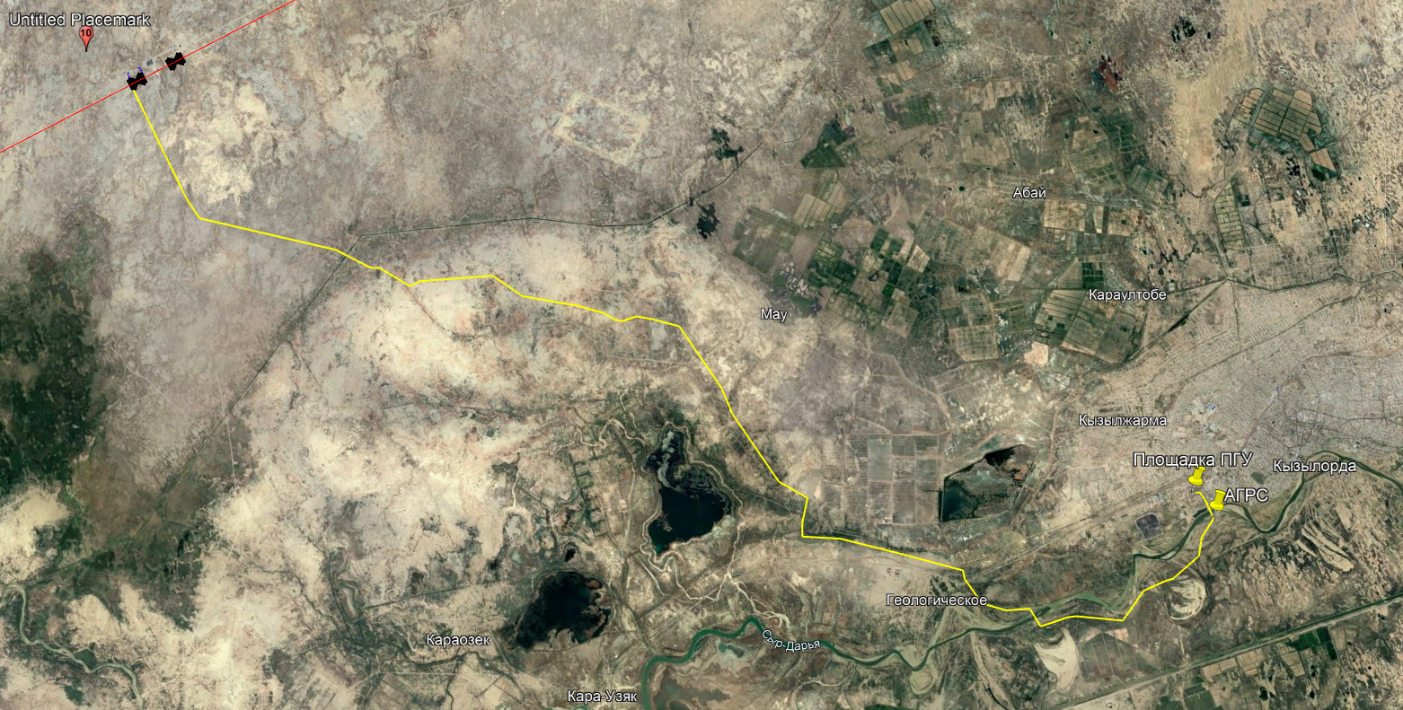 Untitled Placemark
10
Абай
Караултобе
Мау
Кызылжарма
Площадка ПГУ
Кызылорда
АГРС
Геологическое
Караозек
Сыр-Дарья
Кара-Узяк